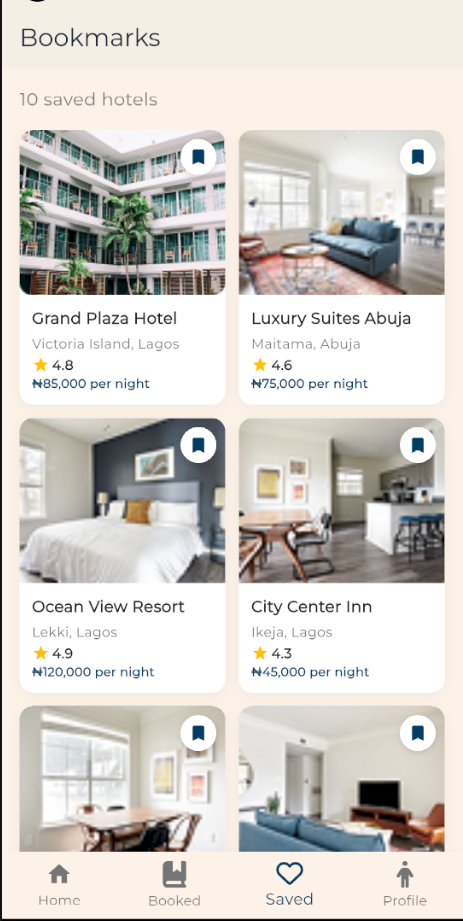 Bookmarks
10 saved hotels
Grand Plaza Hotel
Victoria Island, Lagos
4.8
₦85,000 per night
Luxury Suites Abuja
Maitama, Abuja
4.6
₦75,000 per night
Ocean View Resort
Lekki, Lagos
4.9
₦120,000 per night
City Center Inn
Ikeja, Lagos
4.3
₦45,000 per night
Home
Booked
Saved
Profile